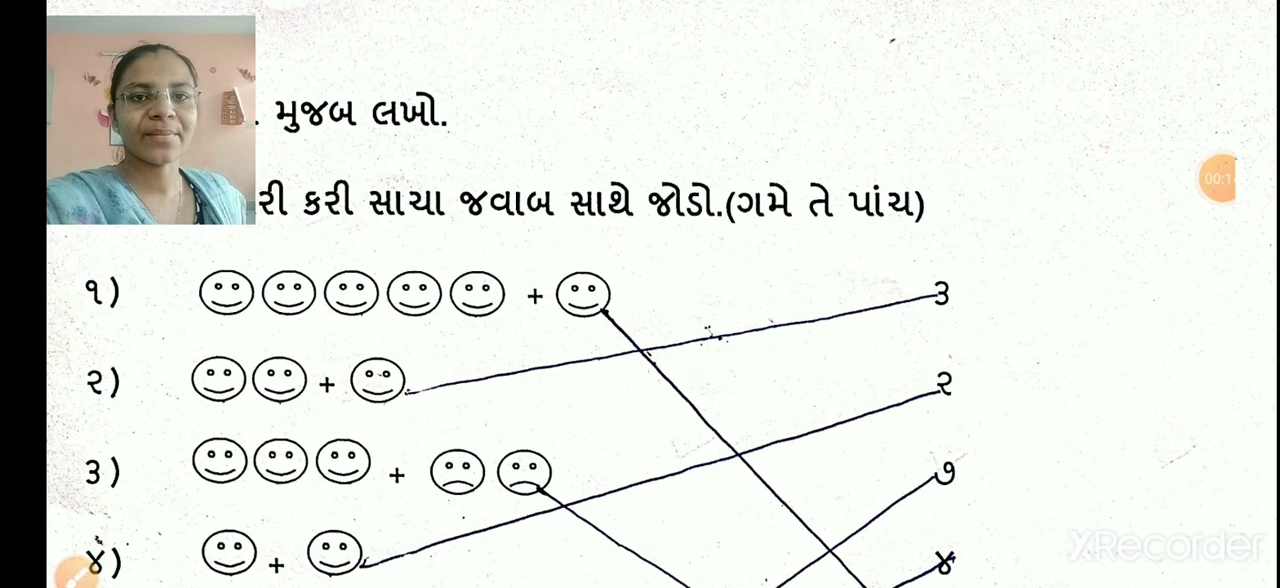 . મુજબ લખો.
રી કરી સાચા જવાબ સાથે જોડો.(ગમે તે પાંચ)
૧) + ૩
૨) + ૨
૩) + ૭
૪) + ૪
XRecorder